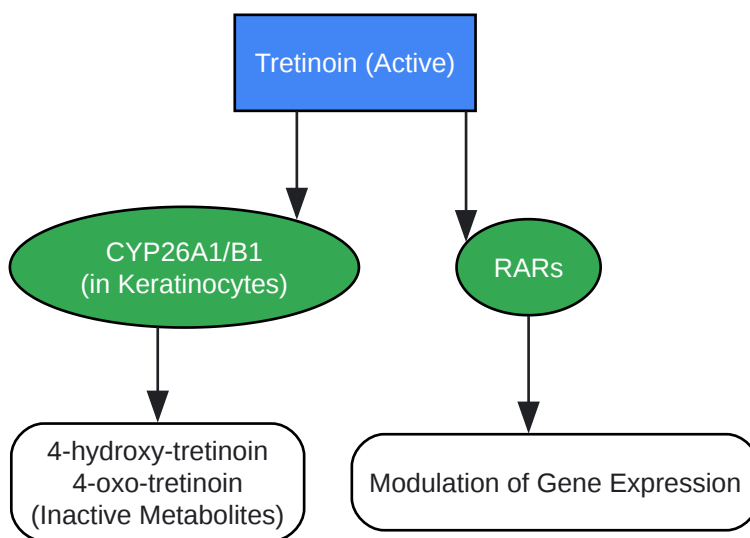 Tretinoin (Active)
CYP26A1/B1
(in Keratinocytes)
RARs
4-hydroxy-tretinoin
4-oxo-tretinoin
(Inactive Metabolites)
Modulation of Gene Expression